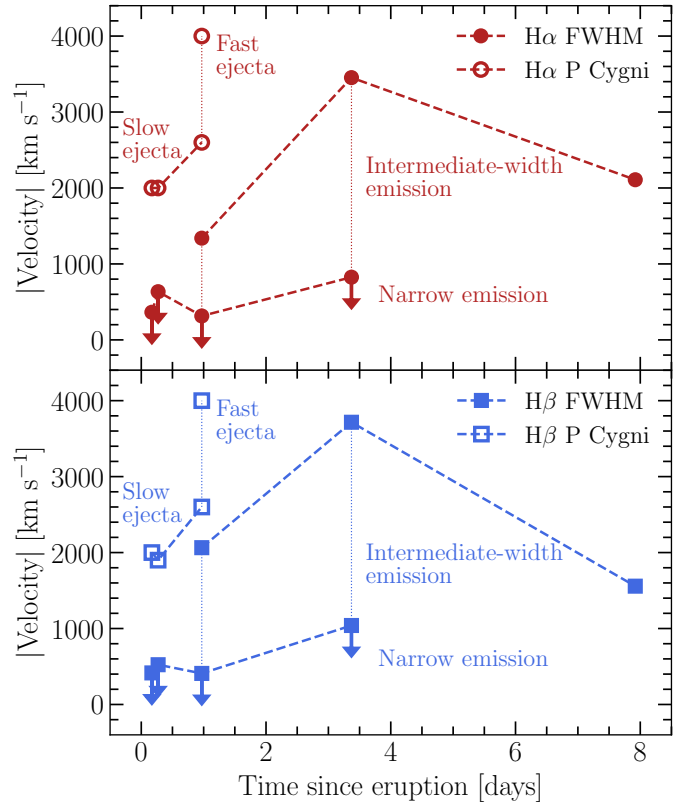 4000
3000
2000
1000
0
|Velocity| [km s⁻¹]
Fast
ejecta
Slow
ejecta
Hα FWHM
Hα P Cygni
Intermediate-width
emission
Narrow emission
4000
3000
2000
1000
0
|Velocity| [km s⁻¹]
Fast
ejecta
Slow
ejecta
Hβ FWHM
Hβ P Cygni
Intermediate-width
emission
Narrow emission
0 2 4 6 8
Time since eruption [days]